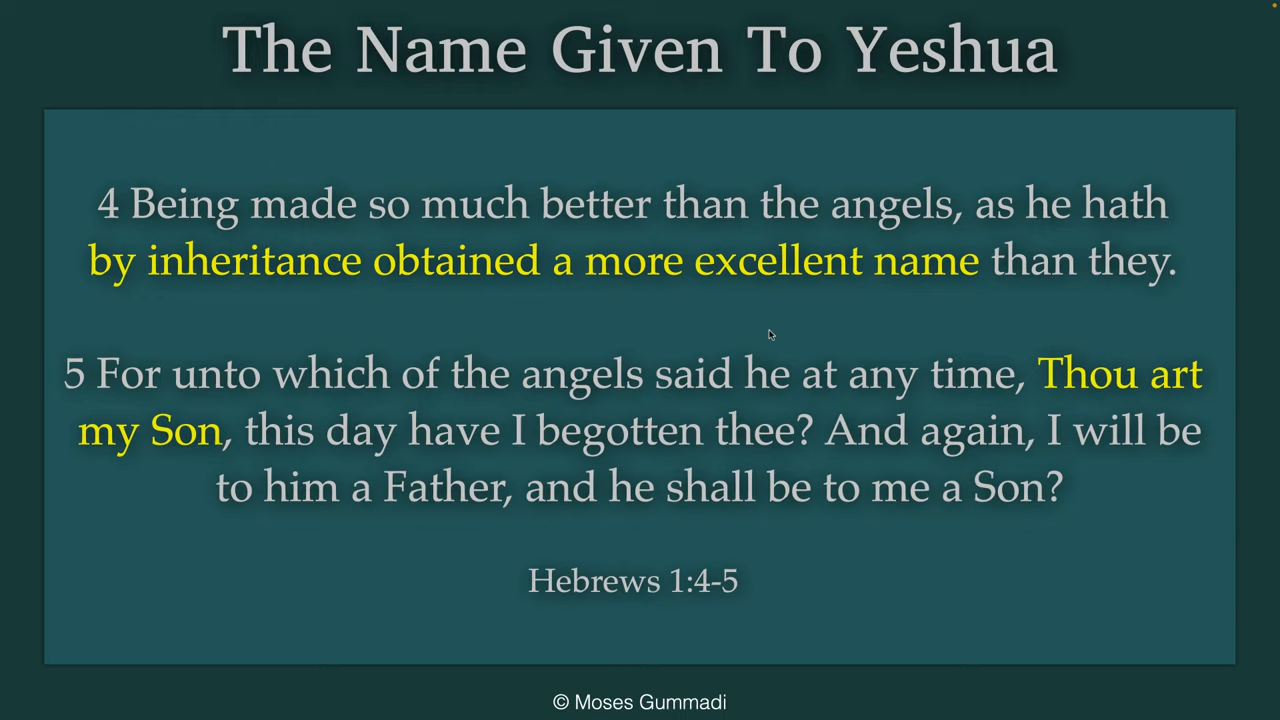 The Name Given To Yeshua
4 Being made so much better than the angels, as he hath
by inheritance obtained a more excellent name than they.
5 For unto which of the angels said he at any time, Thou art
my Son, this day have I begotten thee? And again, I will be
to him a Father, and he shall be to me a Son?
Hebrews 1:4-5
© Moses Gummadi